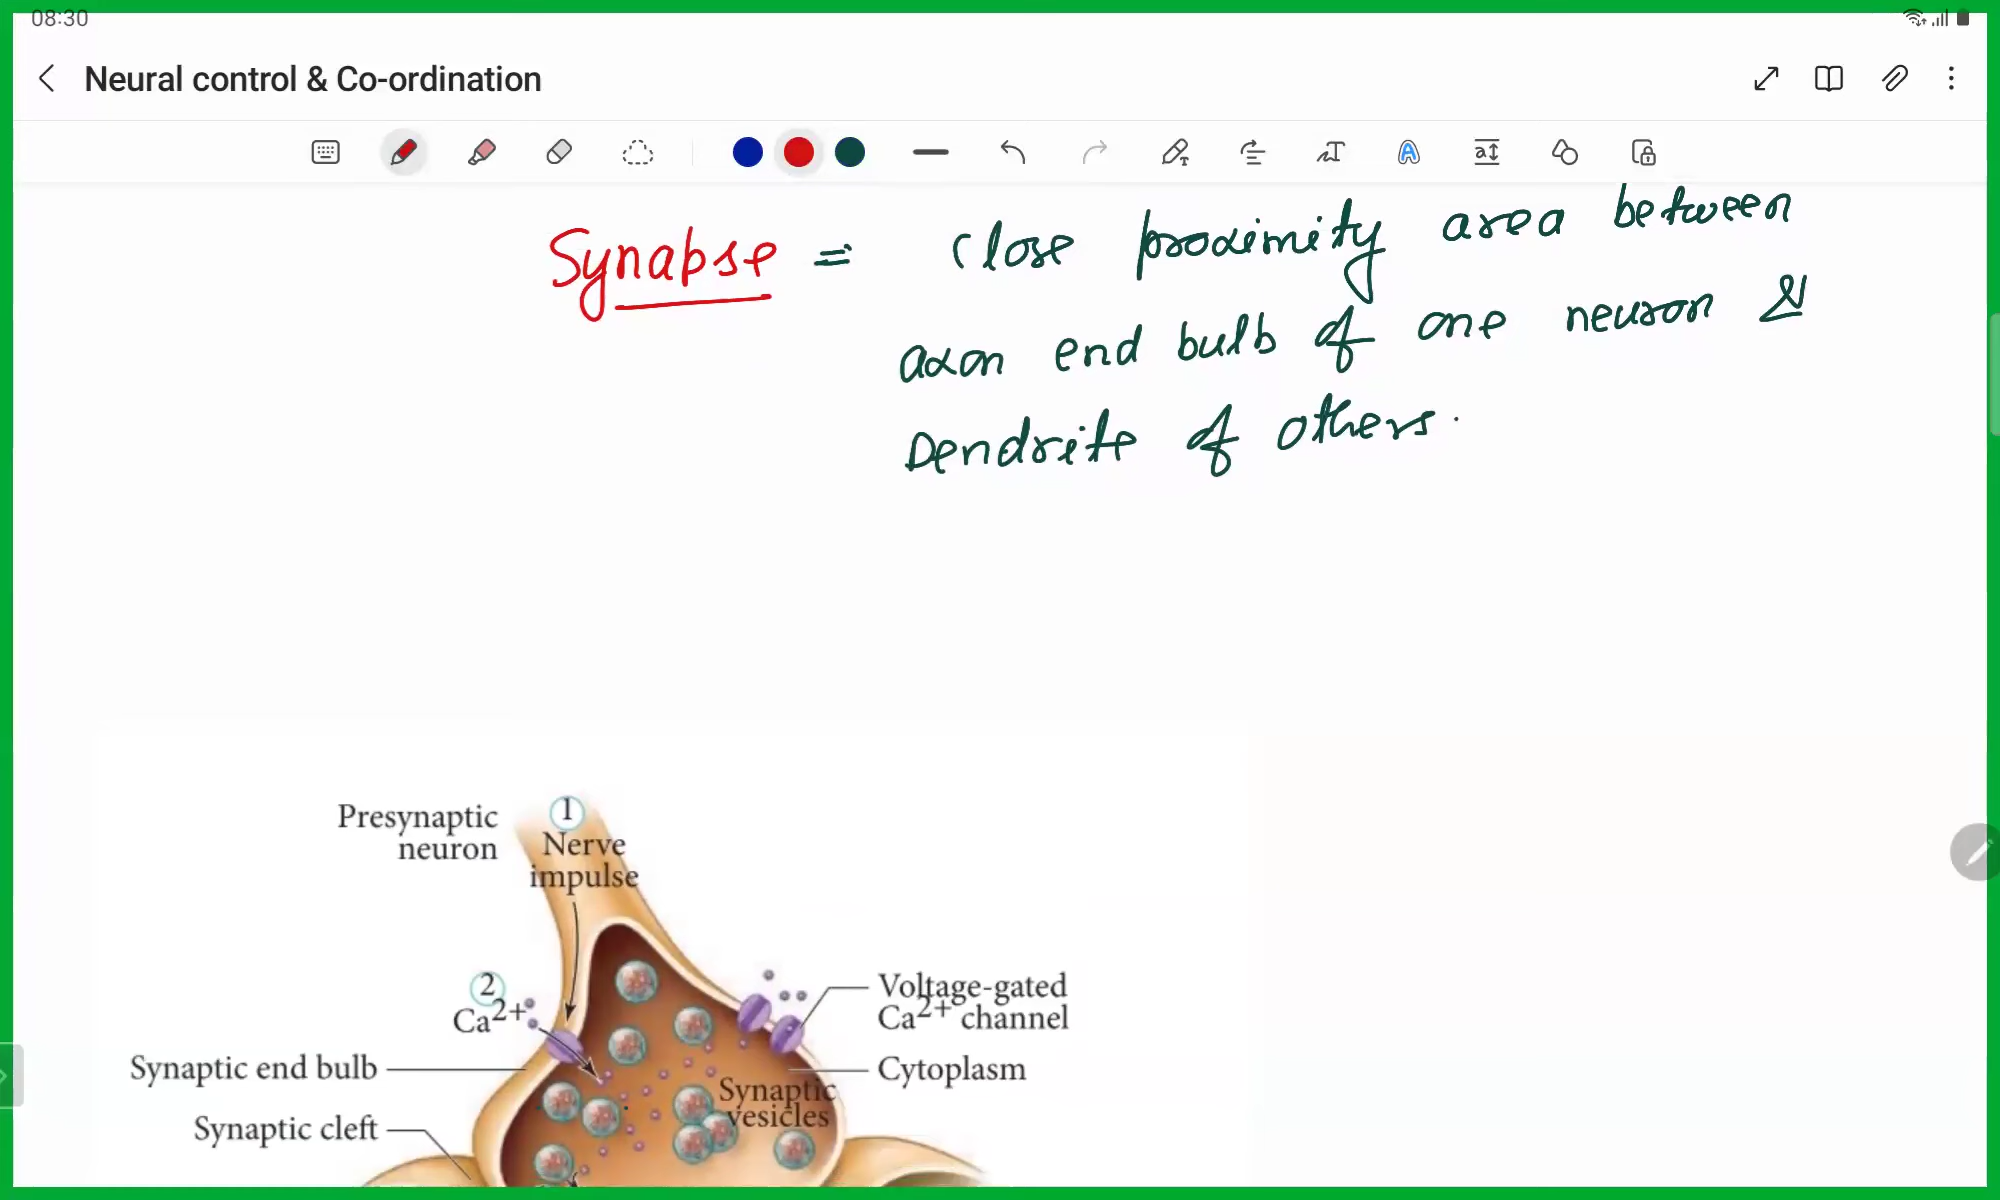 08:30
Neural control & Co-ordination
Synapse = close proximity area between
axon end bulb of one neuron &
Dendrite of others.
Presynaptic
neuron
1
Nerve
impulse
2
Ca2+
Voltage-gated
Ca2+ channel
Synaptic end bulb
Cytoplasm
Synaptic
vesicles
Synaptic cleft